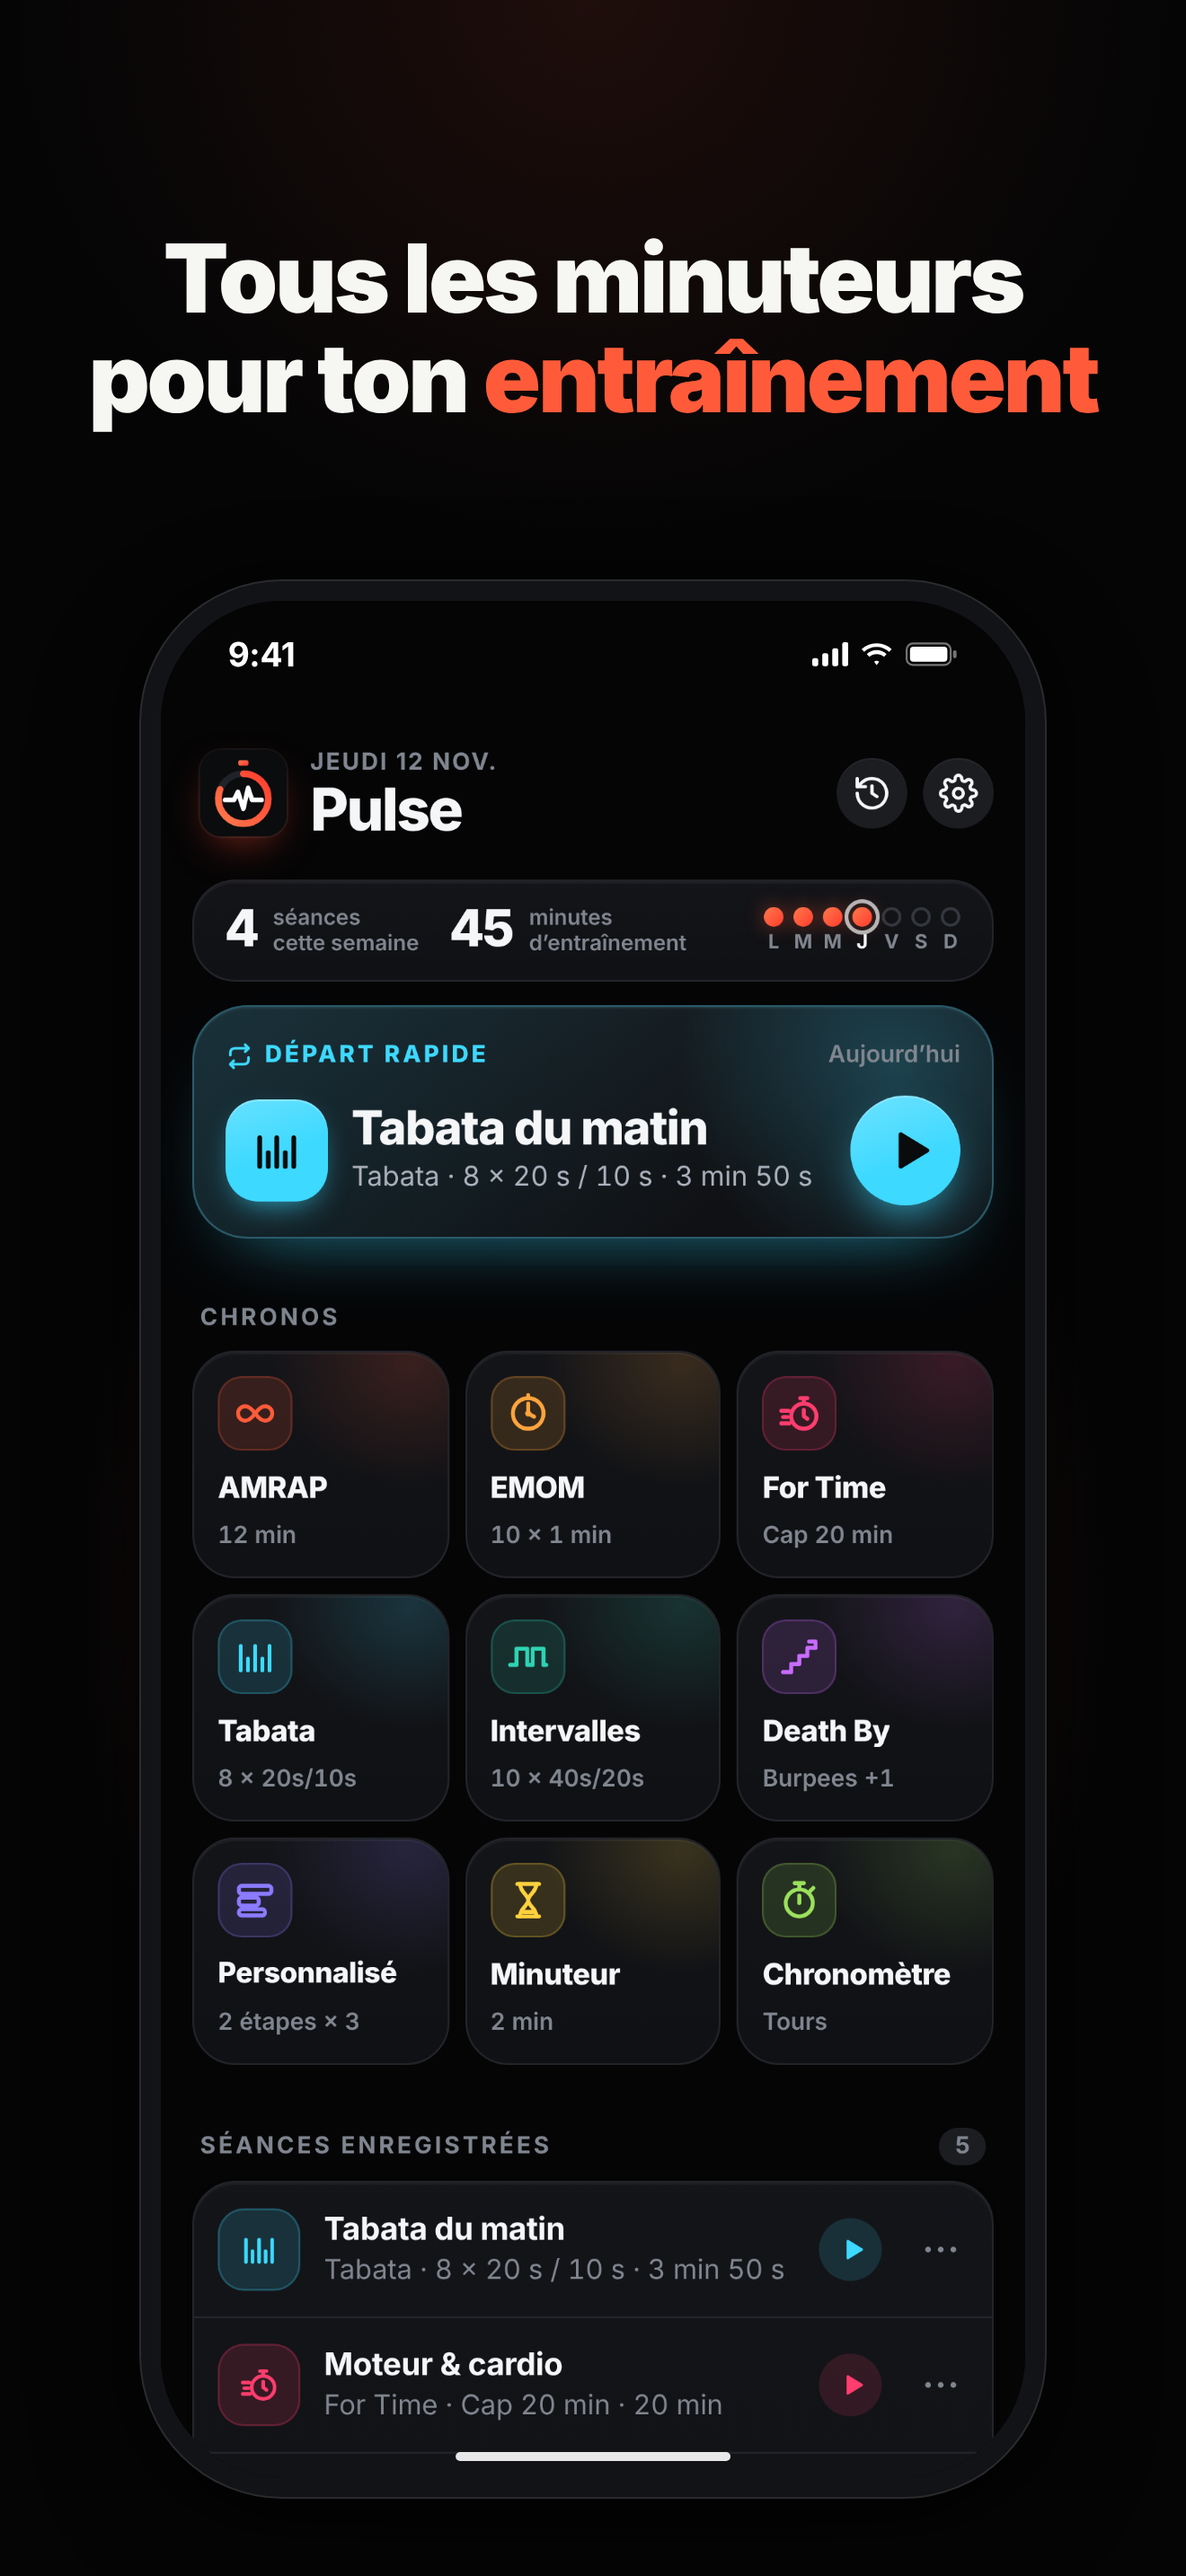 Tous les minuteurs
pour ton entraînement
9:41
JEUDI 12 NOV.
Pulse
4 séances
cette semaine
45 minutes
d’entraînement
L M M J V S D
DÉPART RAPIDE
Aujourd’hui
Tabata du matin
Tabata · 8 × 20 s / 10 s · 3 min 50 s
CHRONOS
AMRAP
12 min
EMOM
10 × 1 min
For Time
Cap 20 min
Tabata
8 × 20s/10s
Intervalles
10 × 40s/20s
Death By
Burpees +1
Personnalisé
2 étapes × 3
Minuteur
2 min
Chronomètre
Tours
SÉANCES ENREGISTRÉES
5
Tabata du matin
Tabata · 8 × 20 s / 10 s · 3 min 50 s
Moteur & cardio
For Time · Cap 20 min · 20 min